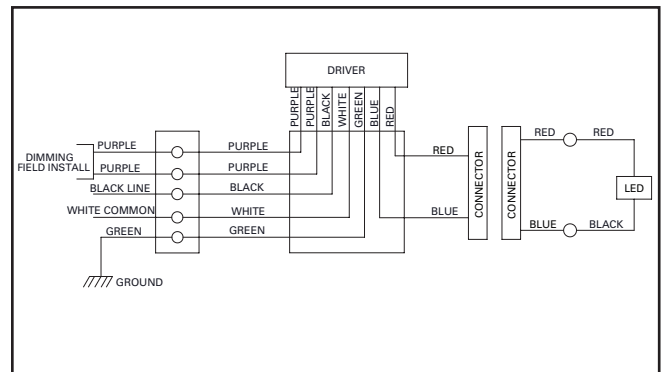 DRIVER
PURPLE
PURPLE
BLACK
WHITE
GREEN
BLUE
RED
DIMMING
FIELD INSTALL
PURPLE
PURPLE
PURPLE
PURPLE
BLACK LINE
BLACK
WHITE COMMON
WHITE
GREEN
GREEN
GROUND
RED
BLUE
CONNECTOR
CONNECTOR
RED
RED
LED
BLUE
BLACK